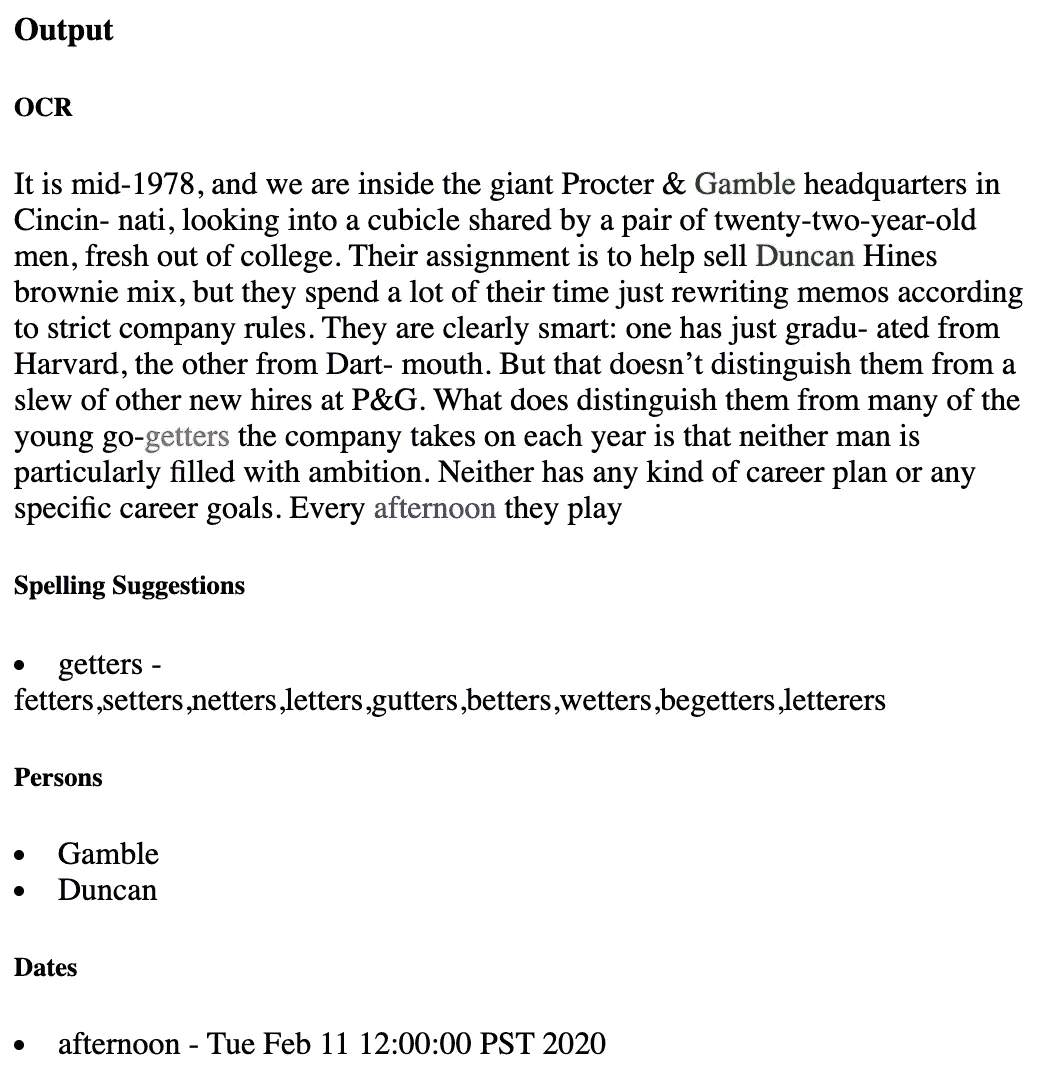 Output
OCR
It is mid-1978, and we are inside the giant Procter & Gamble headquarters in
Cincin- nati, looking into a cubicle shared by a pair of twenty-two-year-old
men, fresh out of college. Their assignment is to help sell Duncan Hines
brownie mix, but they spend a lot of their time just rewriting memos according
to strict company rules. They are clearly smart: one has just gradu- ated from
Harvard, the other from Dart- mouth. But that doesn’t distinguish them from a
slew of other new hires at P&G. What does distinguish them from many of the
young go-getters the company takes on each year is that neither man is
particularly filled with ambition. Neither has any kind of career plan or any
specific career goals. Every afternoon they play
Spelling Suggestions
• getters -
fetters,setters,netters,letters,gutters,betters,wetters,begetters,letterers
Persons
• Gamble
• Duncan
Dates
• afternoon - Tue Feb 11 12:00:00 PST 2020